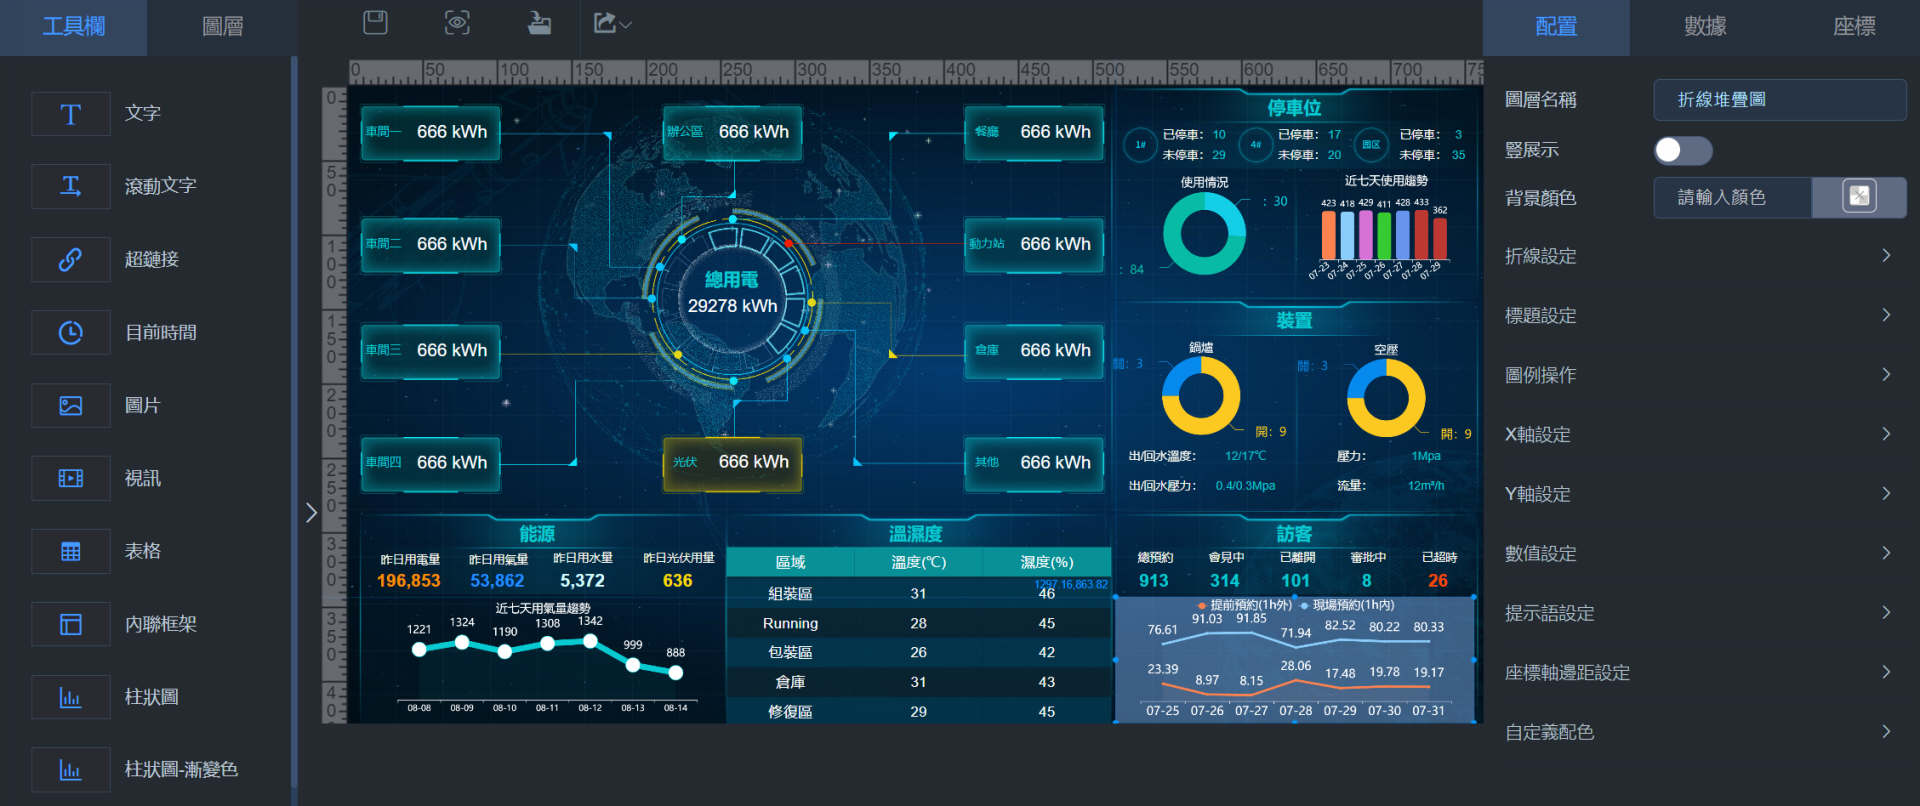 工具欄 圖層
文字
滾動文字
超鏈接
目前時間
圖片
視訊
表格
內聯框架
柱狀圖
柱狀圖-漸變色
0 50 100 150 200 250 300 350 400 450 500 550 600 650 700 75
0
50
100
150
200
250
300
350
40
車間一 666 kWh
辦公區 666 kWh
餐廳 666 kWh
車間二 666 kWh
動力站 666 kWh
總用電
29278 kWh
車間三 666 kWh
倉庫 666 kWh
車間四 666 kWh
光伏 666 kWh
其他 666 kWh
停車位
1# 已停車: 10
未停車: 29
4# 已停車: 17
未停車: 20
園區 已停車: 3
未停車: 35
使用情況
: 30
: 84
近七天使用趨勢
423 418 429 411 428 433 362
07-23 07-24 07-25 07-26 07-27 07-28 07-29
裝置
鍋爐
關: 3
開: 9
空壓
關: 3
開: 9
出/回水溫度: 12/17℃
壓力: 1Mpa
出/回水壓力: 0.4/0.3Mpa
流量: 12m³/h
能源
昨日用電量 昨日用氣量 昨日用水量 昨日光伏用量
196,853 53,862 5,372 636
近七天用氣量趨勢
1221 1324 1190 1308 1342 999 888
08-08 08-09 08-10 08-11 08-12 08-13 08-14
溫濕度
區域 溫度(℃) 濕度(%)
1297 16,863.82
組裝區 31 46
Running 28 45
包裝區 26 42
倉庫 31 43
修復區 29 45
訪客
總預約 會見中 已離開 審批中 已超時
913 314 101 8 26
提前預約(1h外) 現場預約(1h內)
76.61 91.03 91.85 71.94 82.52 80.22 80.33
23.39 8.97 8.15 28.06 17.48 19.78 19.17
07-25 07-26 07-27 07-28 07-29 07-30 07-31
配置 數據 座標
圖層名稱 折線堆疊圖
豎展示
背景顏色 請輸入顏色
折線設定
標題設定
圖例操作
X軸設定
Y軸設定
數值設定
提示語設定
座標軸邊距設定
自定義配色